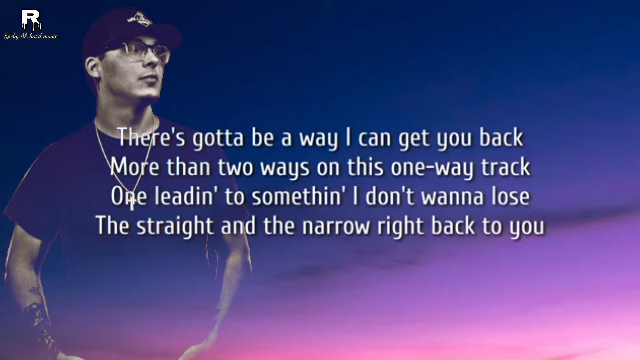 R
There's gotta be a way I can get you back
More than two ways on this one-way track
One leadin' to somethin' I don't wanna lose
The straight and the narrow right back to you